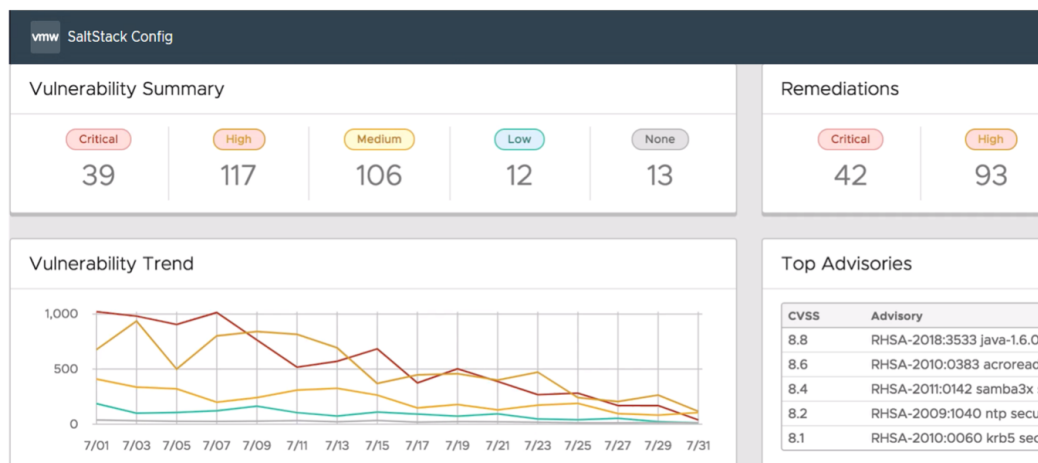 vmw SaltStack Config
Vulnerability Summary
Critical High Medium Low None
39 117 106 12 13
Remediations
Critical High
42 93
Vulnerability Trend
1,000
500
0
7/01 7/03 7/05 7/07 7/09 7/11 7/13 7/15 7/17 7/19 7/21 7/23 7/25 7/27 7/29 7/31
Top Advisories
CVSS Advisory
8.8 RHSA-2018:3533 java-1.6.0
8.6 RHSA-2010:0383 acroread
8.4 RHSA-2011:0142 samba3x
8.2 RHSA-2009:1040 ntp secu
8.1 RHSA-2010:0060 krb5 sec